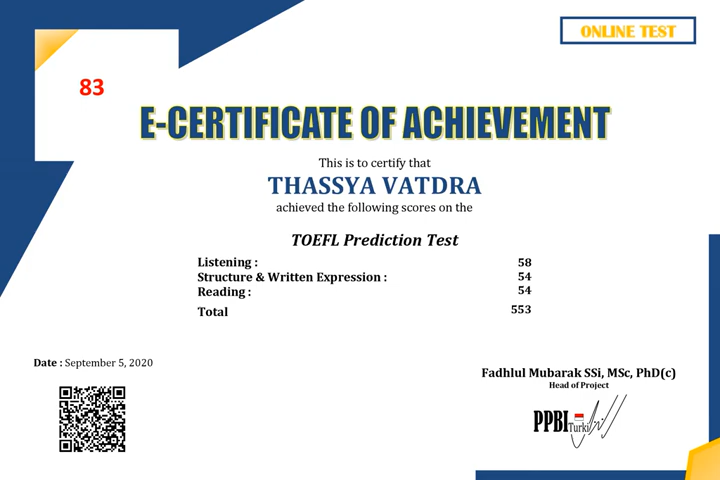 ONLINE TEST
83
E-CERTIFICATE OF ACHIEVEMENT
This is to certify that
THASSYA VATDRA
achieved the following scores on the
TOEFL Prediction Test
Listening : 58
Structure & Written Expression : 54
Reading : 54
Total 553
Date : September 5, 2020
Fadhlul Mubarak SSi, MSc, PhD(c)
Head of Project
PPBI Turki